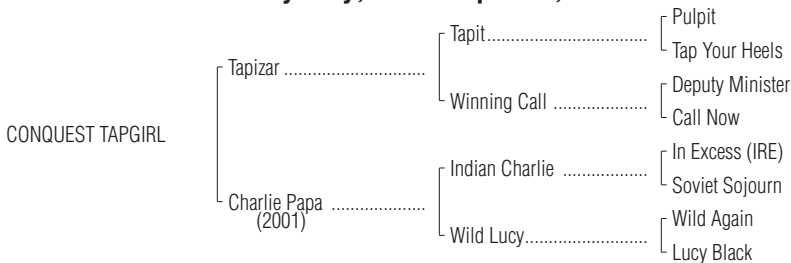 Pulpit
Tapit
Tap Your Heels
Tapizar
Deputy Minister
Winning Call
Call Now
CONQUEST TAPGIRL
In Excess (IRE)
Indian Charlie
Soviet Sojourn
Charlie Papa
(2001)
Wild Again
Wild Lucy
Lucy Black